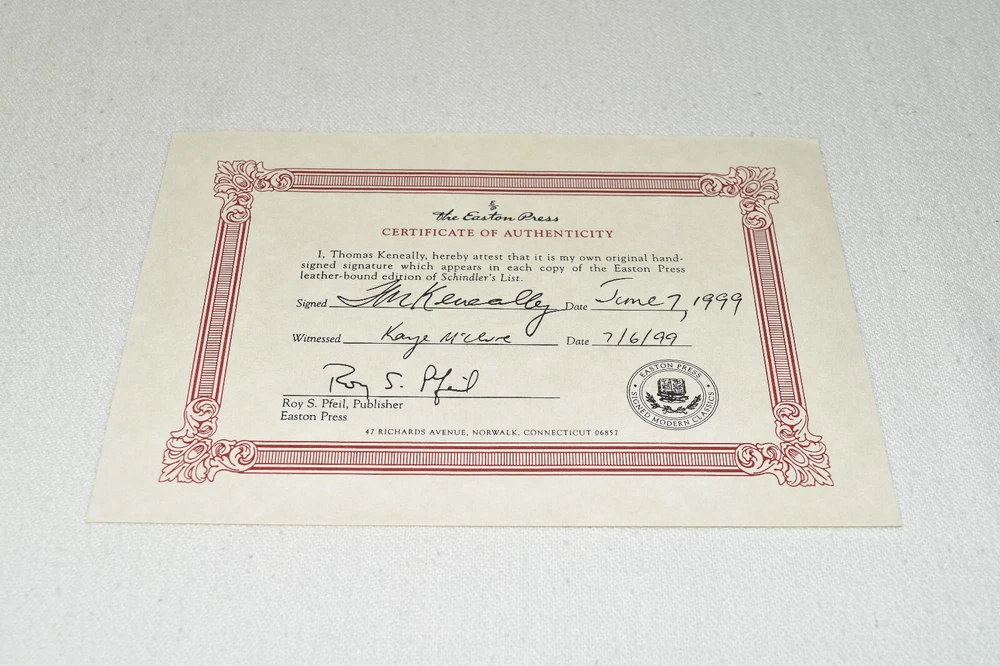 The Easton Press
CERTIFICATE OF AUTHENTICITY
I, Thomas Keneally, hereby attest that it is my own original hand-
signed signature which appears in each copy of the Easton Press
leather-bound edition of Schindler's List.
Signed TM Keneally Date June 7, 1999
Witnessed Kaye Date 7/6/99
Roy S. Pfeil
Roy S. Pfeil, Publisher
Easton Press
EASTON PRESS
SIGNED MODERN CLASSICS
47 RICHARDS AVENUE, NORWALK, CONNECTICUT 06857